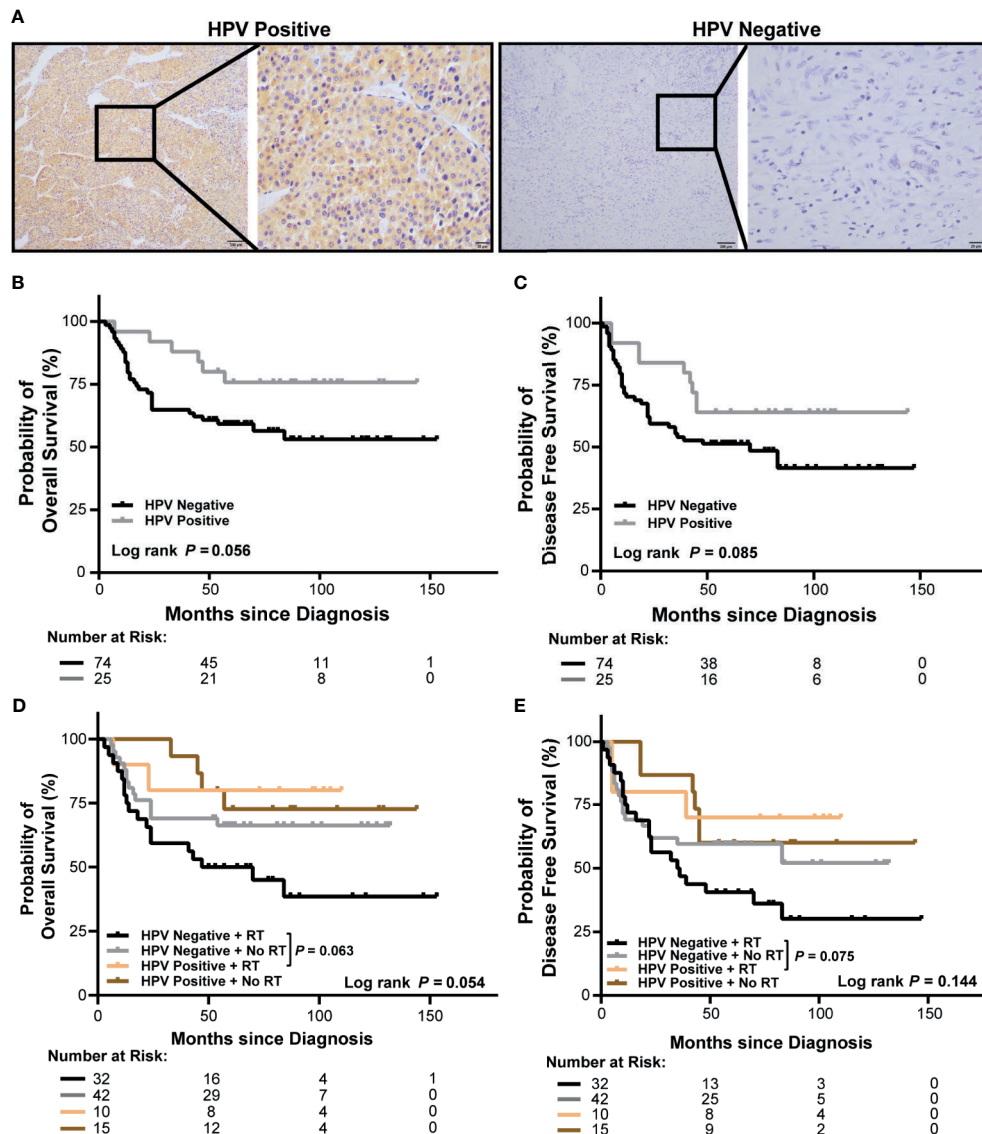 A
HPV Positive
HPV Negative
B
Probability of
Overall Survival (%)
100
75
50
25
0
HPV Negative
HPV Positive
Log rank P = 0.056
0 50 100 150
Months since Diagnosis
Number at Risk:
74 45 11 1
25 21 8 0
C
Probability of
Disease Free Survival (%)
100
75
50
25
0
HPV Negative
HPV Positive
Log rank P = 0.085
0 50 100 150
Months since Diagnosis
Number at Risk:
74 38 8 0
25 16 6 0
D
Probability of
Overall Survival (%)
100
75
50
25
0
HPV Negative + RT
HPV Negative + No RT
HPV Positive + RT
HPV Positive + No RT
P = 0.063
Log rank P = 0.054
0 50 100 150
Months since Diagnosis
Number at Risk:
32 16 4 1
42 29 7 0
10 8 4 0
15 12 4 0
E
Probability of
Disease Free Survival (%)
100
75
50
25
0
HPV Negative + RT
HPV Negative + No RT
HPV Positive + RT
HPV Positive + No RT
P = 0.075
Log rank P = 0.144
0 50 100 150
Months since Diagnosis
Number at Risk:
32 13 3 0
42 25 5 0
10 8 4 0
15 9 2 0